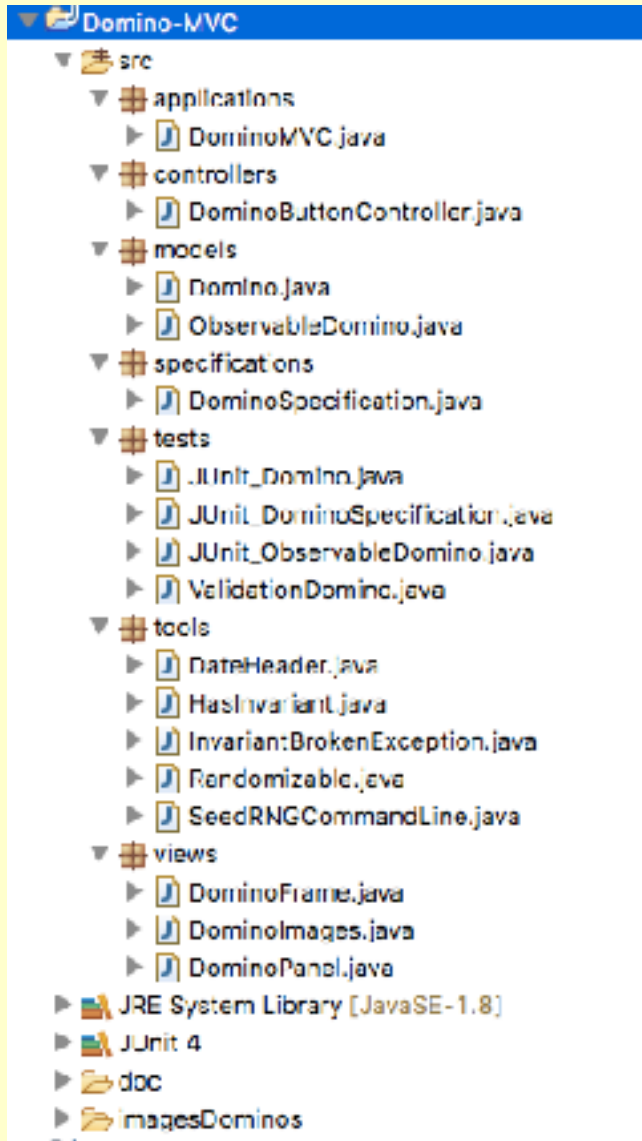 Domino-MVC
src
applications
DominoMVC.java
controllers
DominoButtonController.java
models
Domino.java
ObservableDomino.java
specifications
DominoSpecification.java
tests
JUnit_Domino.java
JUnit_DominoSpecification.java
JUnit_ObservableDomino.java
ValidationDomino.java
tools
DateHeader.java
HasInvariant.java
InvariantBrokenException.java
Randomizable.java
SeedRNGCommandLine.java
views
DominoFrame.java
DominoImages.java
DominoPanel.java
JRE System Library [JavaSE-1.8]
JUnit 4
doc
imagesDominos